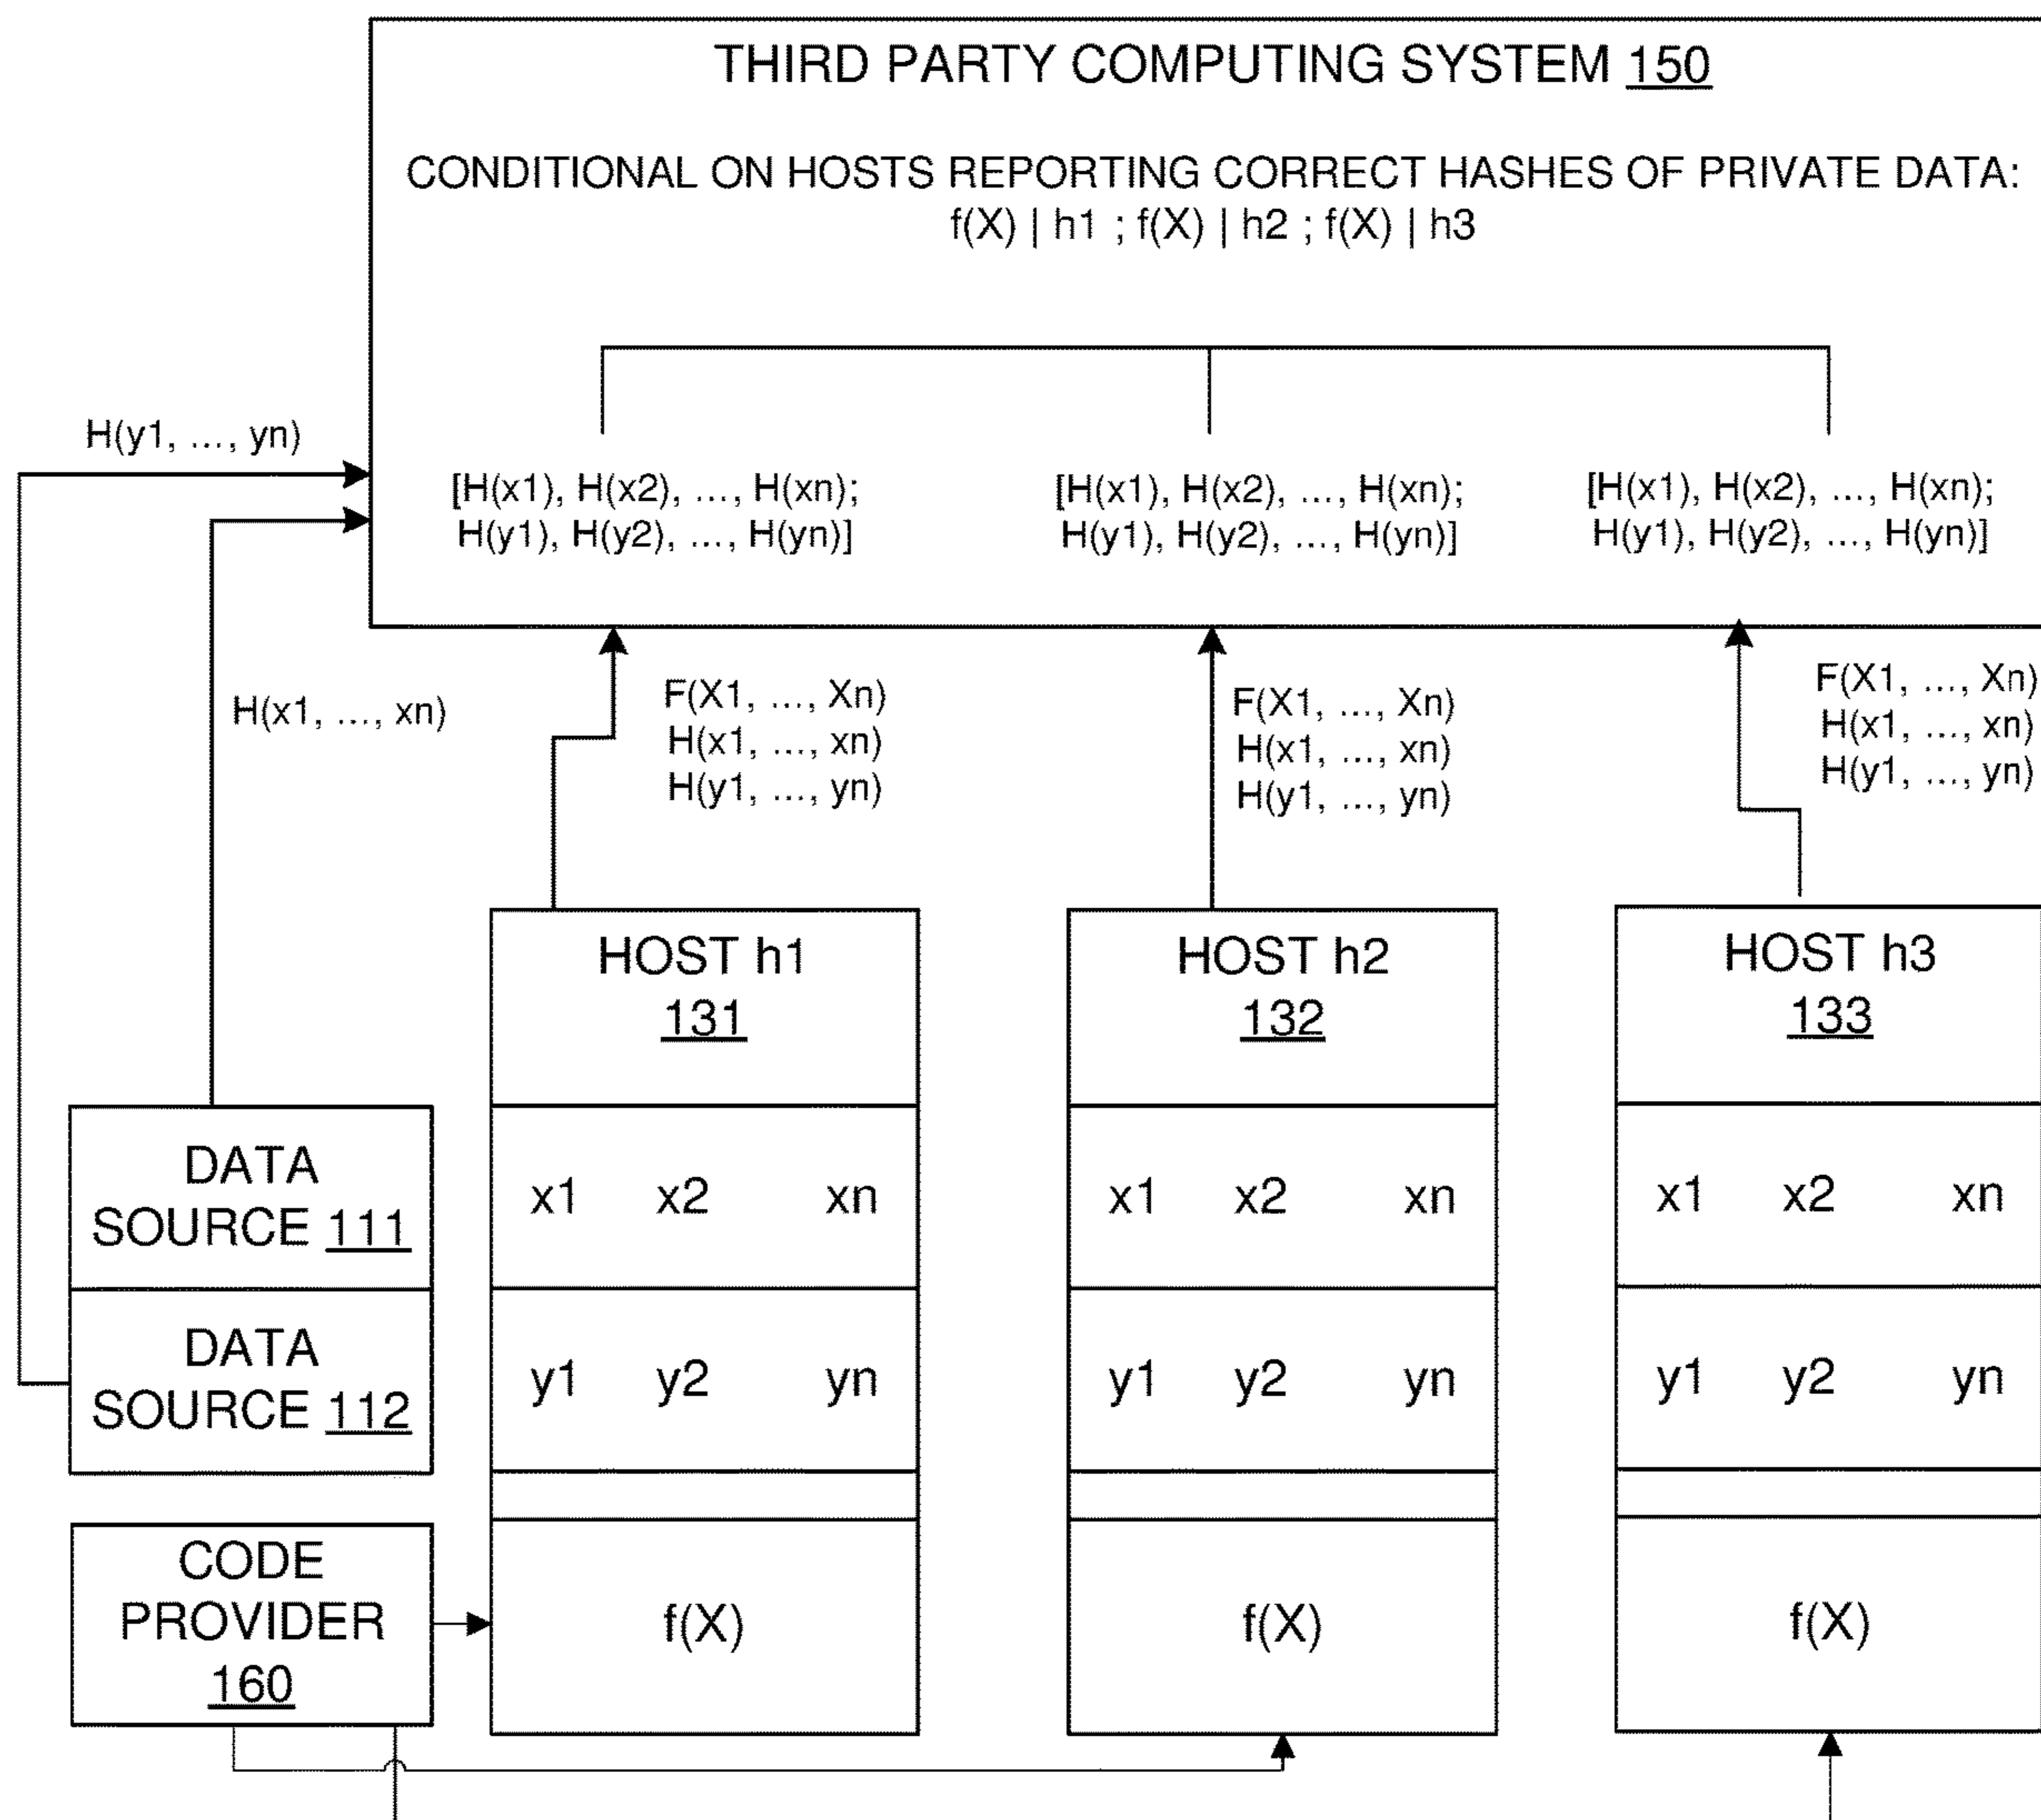 THIRD PARTY COMPUTING SYSTEM 150
CONDITIONAL ON HOSTS REPORTING CORRECT HASHES OF PRIVATE DATA:
f(X) | h1 ; f(X) | h2 ; f(X) | h3
H(y1, ..., yn)
[H(x1), H(x2), ..., H(xn);
H(y1), H(y2), ..., H(yn)]
[H(x1), H(x2), ..., H(xn);
H(y1), H(y2), ..., H(yn)]
[H(x1), H(x2), ..., H(xn);
H(y1), H(y2), ..., H(yn)]
H(x1, ..., xn)
F(X1, ..., Xn)
H(x1, ..., xn)
H(y1, ..., yn)
F(X1, ..., Xn)
H(x1, ..., xn)
H(y1, ..., yn)
F(X1, ..., Xn)
H(x1, ..., xn)
H(y1, ..., yn)
DATA
SOURCE 111
DATA
SOURCE 112
CODE
PROVIDER
160
HOST h1
131
x1 x2 xn
y1 y2 yn
f(X)
HOST h2
132
x1 x2 xn
y1 y2 yn
f(X)
HOST h3
133
x1 x2 xn
y1 y2 yn
f(X)